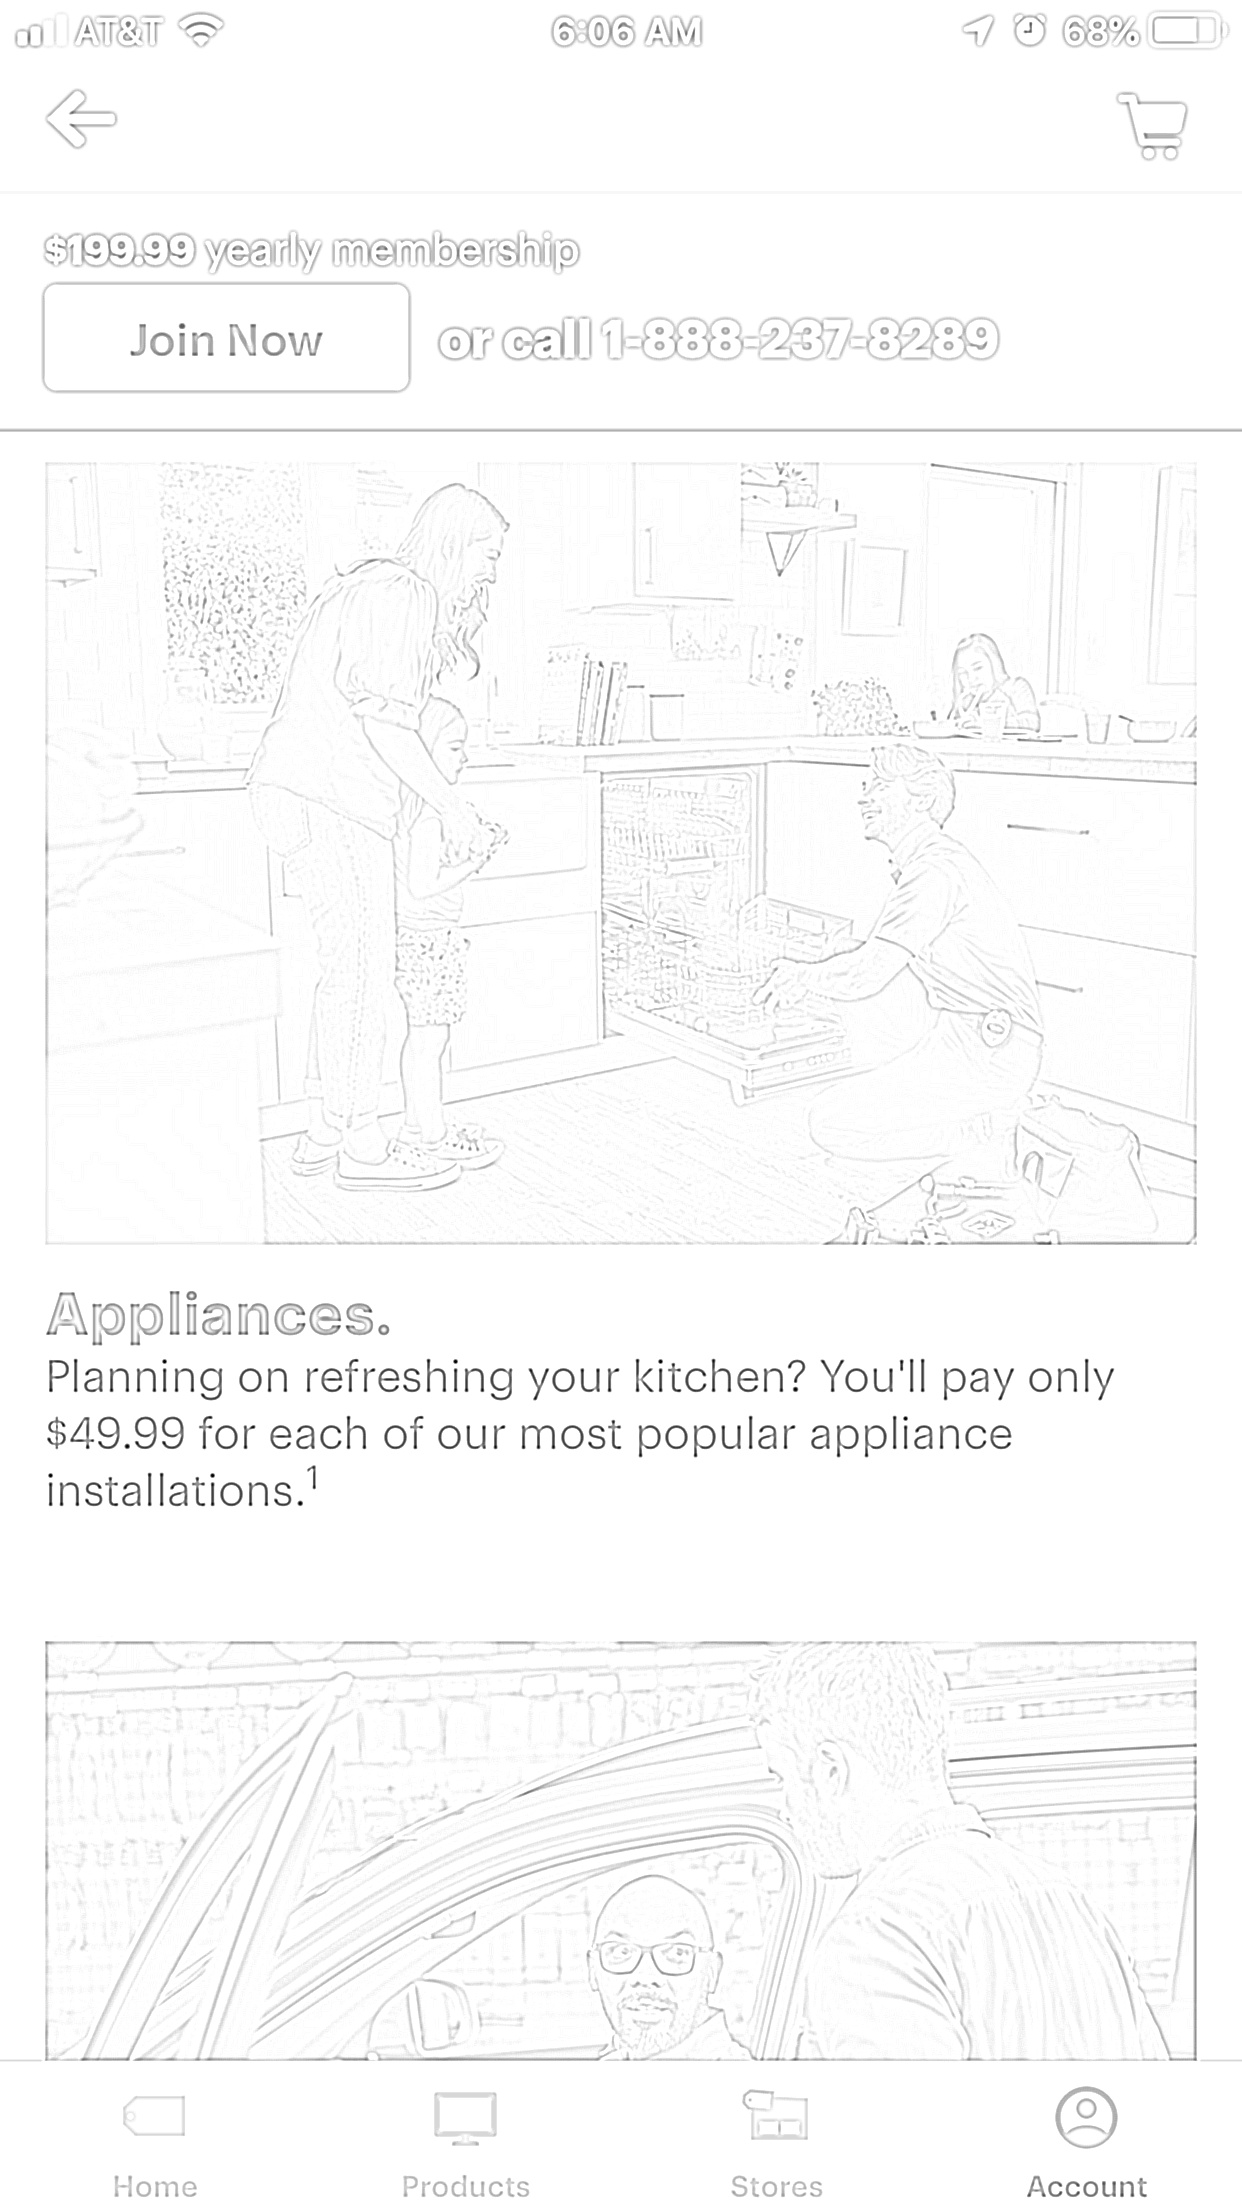 AT&T 6:06 AM 68%
$199.99 yearly membership
Join Now or call 1-888-237-8289
Appliances.
Planning on refreshing your kitchen? You'll pay only
$49.99 for each of our most popular appliance
installations.¹
Home Products Stores Account